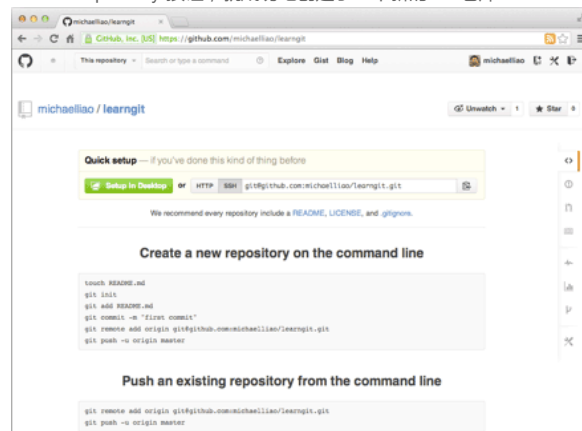 michaelliao/learngit
GitHub, Inc. [US] https://github.com/michaelliao/learngit
This repository Search or type a command Explore Gist Blog Help michaelliao
michaelliao / learngit Unwatch 1 Star 0
Quick setup — if you've done this kind of thing before
Setup in Desktop or HTTP SSH git@github.com:michaelliao/learngit.git
We recommend every repository include a README, LICENSE, and .gitignore.
Create a new repository on the command line
touch README.md
git init
git add README.md
git commit -m "first commit"
git remote add origin git@github.com:michaelliao/learngit.git
git push -u origin master
Push an existing repository from the command line
git remote add origin git@github.com:michaelliao/learngit.git
git push -u origin master